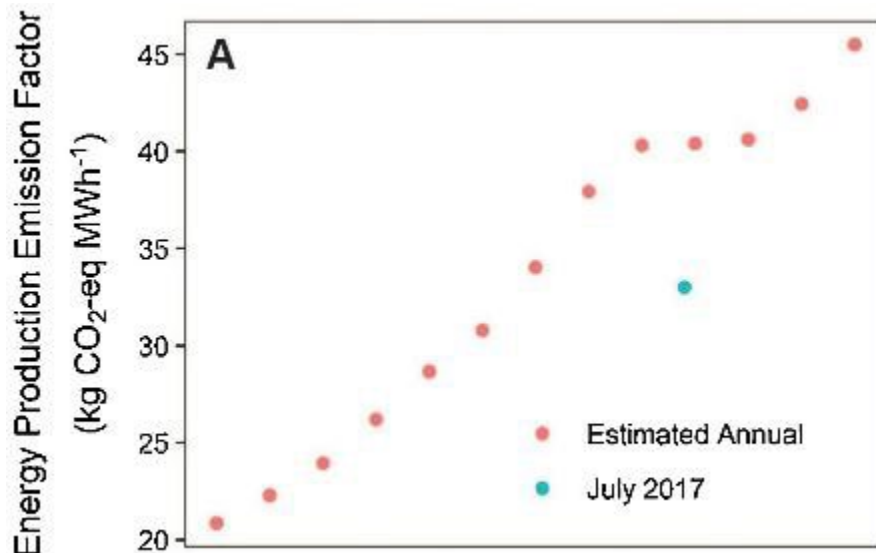 Energy Production Emission Factor
(kg CO₂-eq MWh⁻¹)
A
45
40
35
30
25
20
Estimated Annual
July 2017